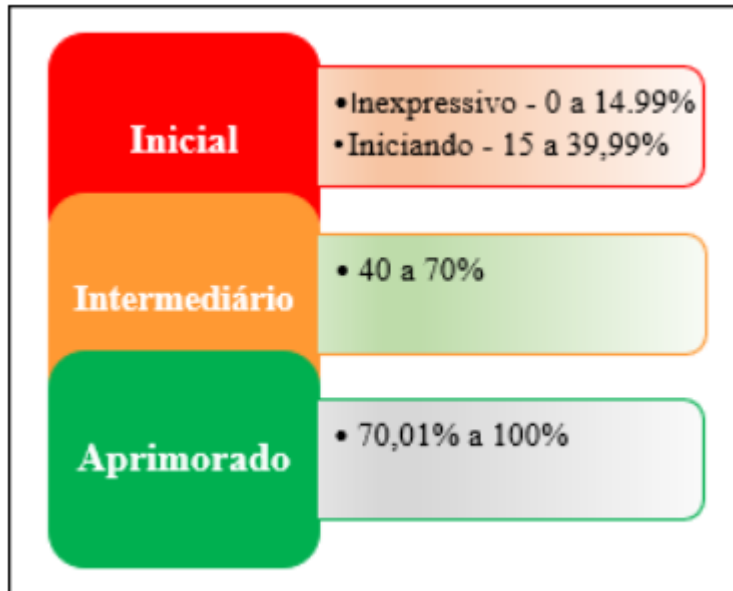 Inicial
•Inexpressivo - 0 a 14.99%
•Iniciando - 15 a 39,99%
Intermediário
• 40 a 70%
Aprimorado
• 70,01% a 100%